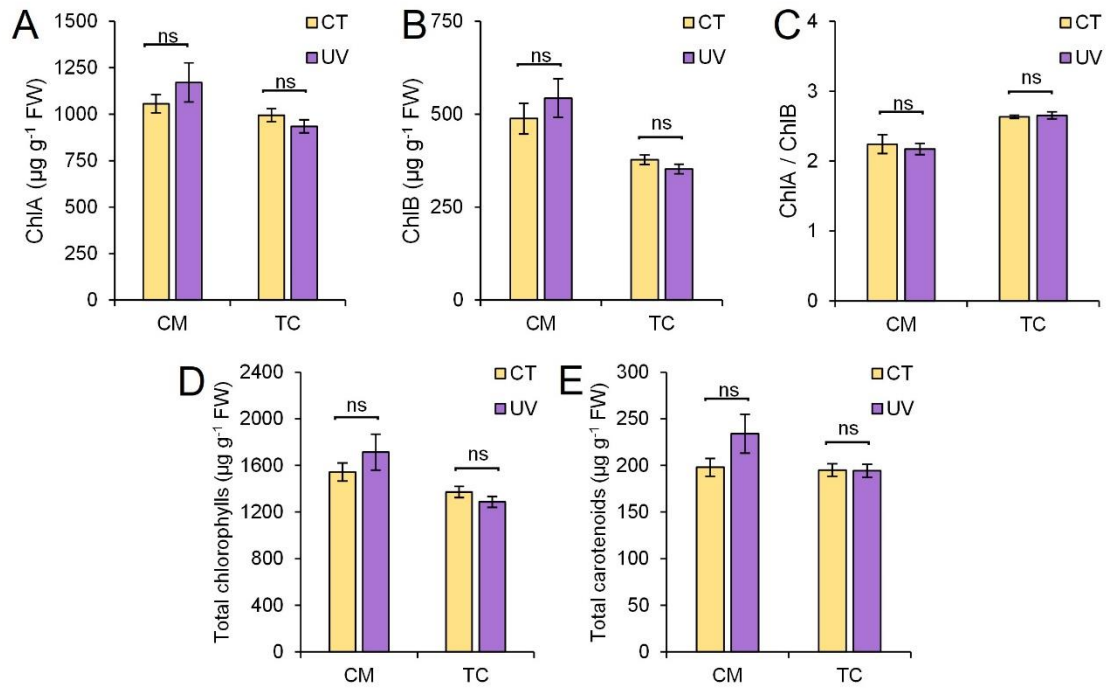 A
ChlA (µg g⁻¹ FW)
1500
1250
1000
750
500
250
0
ns
ns
CT
UV
CM
TC
B
ChlB (µg g⁻¹ FW)
750
500
250
0
ns
ns
CT
UV
CM
TC
C
ChlA / ChlB
4
3
2
1
0
ns
ns
CT
UV
CM
TC
D
Total chlorophylls (µg g⁻¹ FW)
2400
2000
1600
1200
800
400
0
ns
ns
CT
UV
CM
TC
E
Total carotenoids (µg g⁻¹ FW)
300
250
200
150
100
50
0
ns
ns
CT
UV
CM
TC